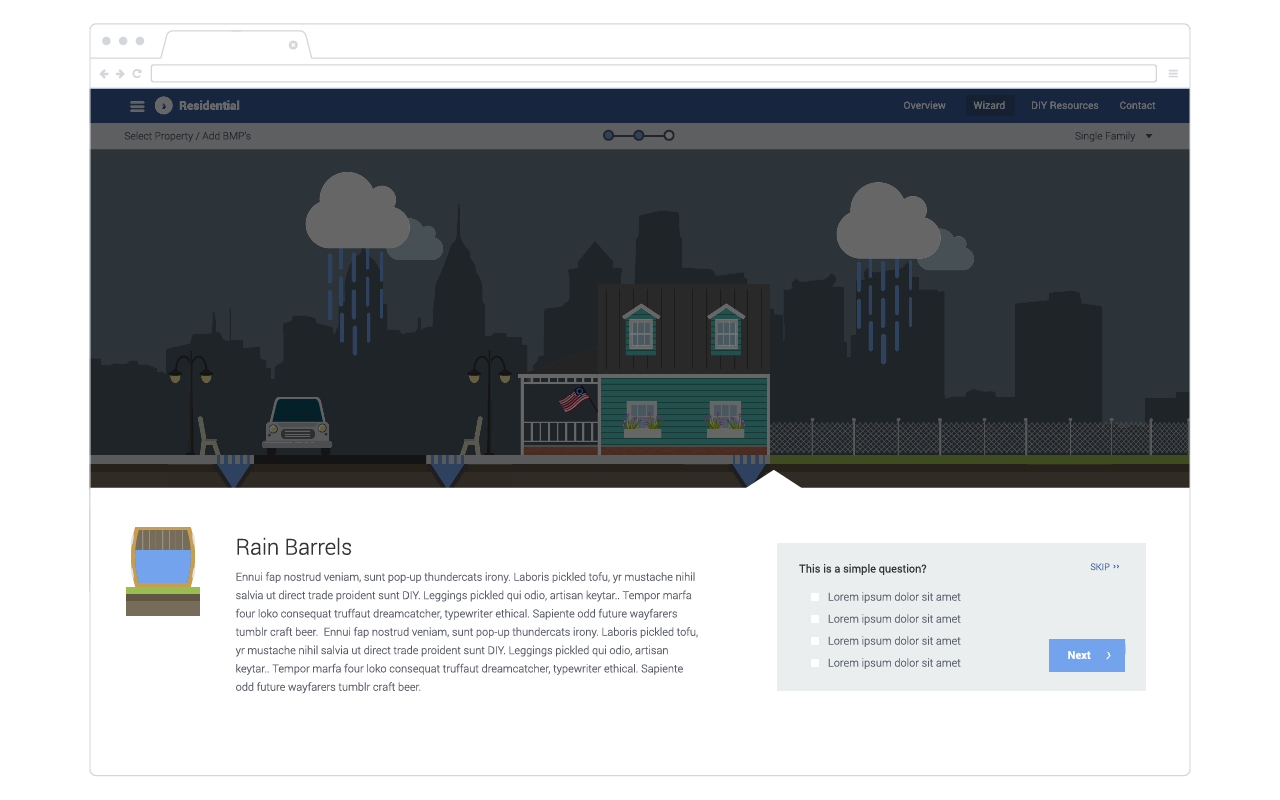 Residential
Overview Wizard DIY Resources Contact
Select Property / Add BMP's
Single Family
Rain Barrels
Ennui fap nostrud veniam, sunt pop-up thundercats irony. Laboris pickled tofu, yr mustache nihil
salvia ut direct trade proident sunt DIY. Leggings pickled qui odio, artisan keytar.. Tempor marfa
four loko consequat truffaut dreamcatcher, typewriter ethical. Sapiente odd future wayfarers
tumblr craft beer.  Ennui fap nostrud veniam, sunt pop-up thundercats irony. Laboris pickled tofu,
yr mustache nihil salvia ut direct trade proident sunt DIY. Leggings pickled qui odio, artisan
keytar.. Tempor marfa four loko consequat truffaut dreamcatcher, typewriter ethical. Sapiente
odd future wayfarers tumblr craft beer.
This is a simple question?
SKIP ››
Lorem ipsum dolor sit amet
Lorem ipsum dolor sit amet
Lorem ipsum dolor sit amet
Lorem ipsum dolor sit amet
Next ›